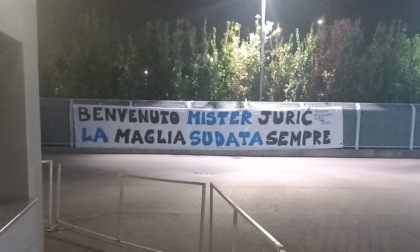 BENVENUTO MISTER JURIĆ
LA MAGLIA SUDATA SEMPRE